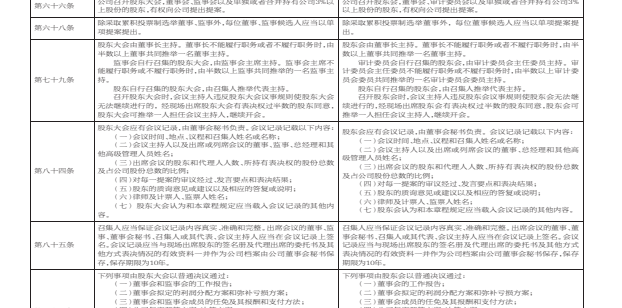 第六十六条
公司召开股东大会,董事会、监事会以及单独或者合并持有公司3%以
上股份的股东,有权向公司提出提案。
公司召开股东会,董事会、审计委员会以及单独或者合并持有公司3%
以上股份的股东,有权向公司提出提案。
第六十八条
除采取累积投票制选举董事、监事外,每位董事、监事候选人应当以单
项提案提出。
除采取累积投票制选举董事外,每位董事候选人应当以单项提案提
出。
第七十九条
股东大会由董事长主持。董事长不能履行职务或者不履行职务时,由
半数以上董事共同推举一名董事主持。
监事会自行召集的股东大会,由监事会主席主持。监事会主席不
能履行职务或不履行职务时,由半数以上监事共同推举的一名监事主
持。
股东自行召集的股东大会,由召集人推举代表主持。
召开股东大会时,会议主持人违反股东大会议事规则使股东大会
无法继续进行的,经现场出席股东大会有表决权过半数的股东同意,
股东大会可推举一人担任会议主持人,继续开会。
股东会由董事长主持。董事长不能履行职务或者不履行职务时,由半
数以上董事共同推举一名董事主持。
审计委员会自行召集的股东会,由审计委员会主任委员主持。审
计委员会主任委员不能履行职务或不履行职务时,由半数以上审计委
员会委员共同推举的一名审计委员会委员主持。
股东自行召集的股东会,由召集人推举代表主持。
召开股东会时,会议主持人违反股东会议事规则使股东会无法继
续进行的,经现场出席股东会有表决权过半数的股东同意,股东会可
推举一人担任会议主持人,继续开会。
第八十四条
股东大会应有会议记录,由董事会秘书负责。会议记录记载以下内容:
(一)会议时间、地点、议程和召集人姓名或名称;
(二)会议主持人以及出席或列席会议的董事、监事、总经理和其他
高级管理人员姓名;
(三)出席会议的股东和代理人人数、所持有表决权的股份总数
及占公司股份总数的比例;
(四)对每一提案的审议经过、发言要点和表决结果;
(五)股东的质询意见或建议以及相应的答复或说明;
(六)律师及计票人、监票人姓名;
(七)股东大会认为和本章程规定应当载入会议记录的其他内
容。
股东会应有会议记录,由董事会秘书负责。会议记录记载以下内容:
(一)会议时间、地点、议程和召集人姓名或名称;
(二)会议主持人以及出席或列席会议的董事、总经理和其他高级
管理人员姓名;
(三)出席会议的股东和代理人人数、所持有表决权的股份总数
及占公司股份总数的比例;
(四)对每一提案的审议经过、发言要点和表决结果;
(五)股东的质询意见或建议以及相应的答复或说明;
(六)律师及计票人、监票人姓名;
(七)股东会认为和本章程规定应当载入会议记录的其他内容。
第八十五条
召集人应当保证会议记录内容真实、准确和完整。出席会议的董事、监
事、董事会秘书、召集人或其代表、会议主持人应当在会议记录上签
名。会议记录应当与现场出席股东的签名册及代理出席的委托书及其
他方式表决情况的有效资料一并作为公司档案由公司董事会秘书保
存,保存期限为10年。
召集人应当保证会议记录内容真实、准确和完整。出席会议的董事、董
事会秘书、召集人或其代表、会议主持人应当在会议记录上签名。会议
记录应当与现场出席股东的签名册及代理出席的委托书及其他方式
表决情况的有效资料一并作为公司档案由公司董事会秘书保存,保存
期限为10年。
下列事项由股东大会以普通决议通过:
(一)董事会和监事会的工作报告;
(二)董事会拟定的利润分配方案和弥补亏损方案;
(三)董事会和监事会成员的任免及其报酬和支付方法;
下列事项由股东会以普通决议通过:
(一)董事会的工作报告;
(二)董事会拟定的利润分配方案和弥补亏损方案;
(三)董事会成员的任免及其报酬和支付方法;